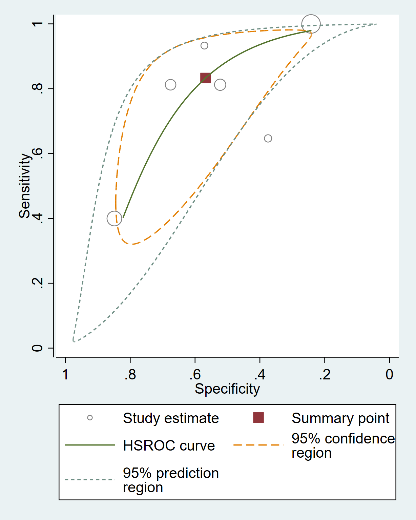 Sensitivity
1
.8
.6
.4
.2
0
1 .8 .6 .4 .2 0
Specificity
Study estimate Summary point
HSROC curve 95% confidence
region
95% prediction
region